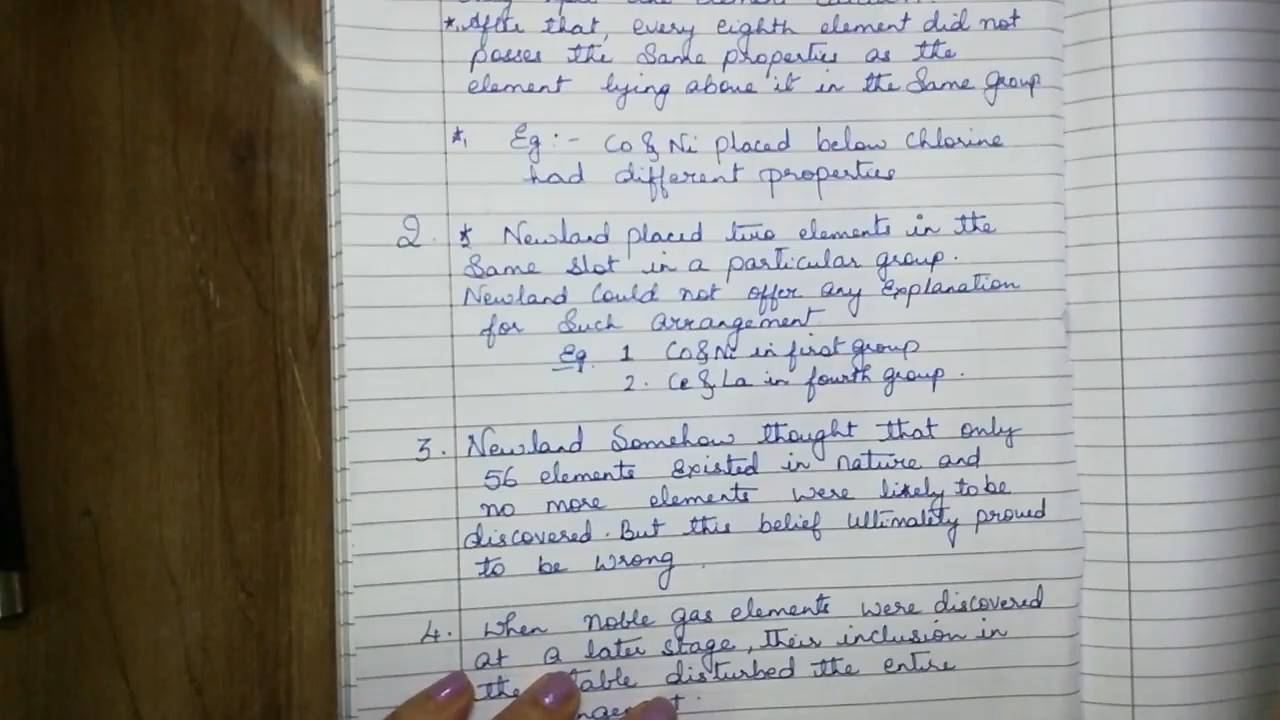 *. After that, every eighth element did not
posses the same properties as the
element lying above it in the same group
*. Eg :- Co & Ni placed below chlorine
had different properties
2. * Newland placed two elements in the
same slot in a particular group.
Newland could not offer any explanation
for such arrangement
Eg. 1 Co & Ni in first group
2. Ce & La in fourth group.
3. Newland somehow thought that only
56 elements existed in nature and
no more elements were likely to be
discovered. But this belief ultimality proved
to be wrong.
4. When noble gas elements were discovered
at a later stage, their inclusion in
the table disturbed the entire